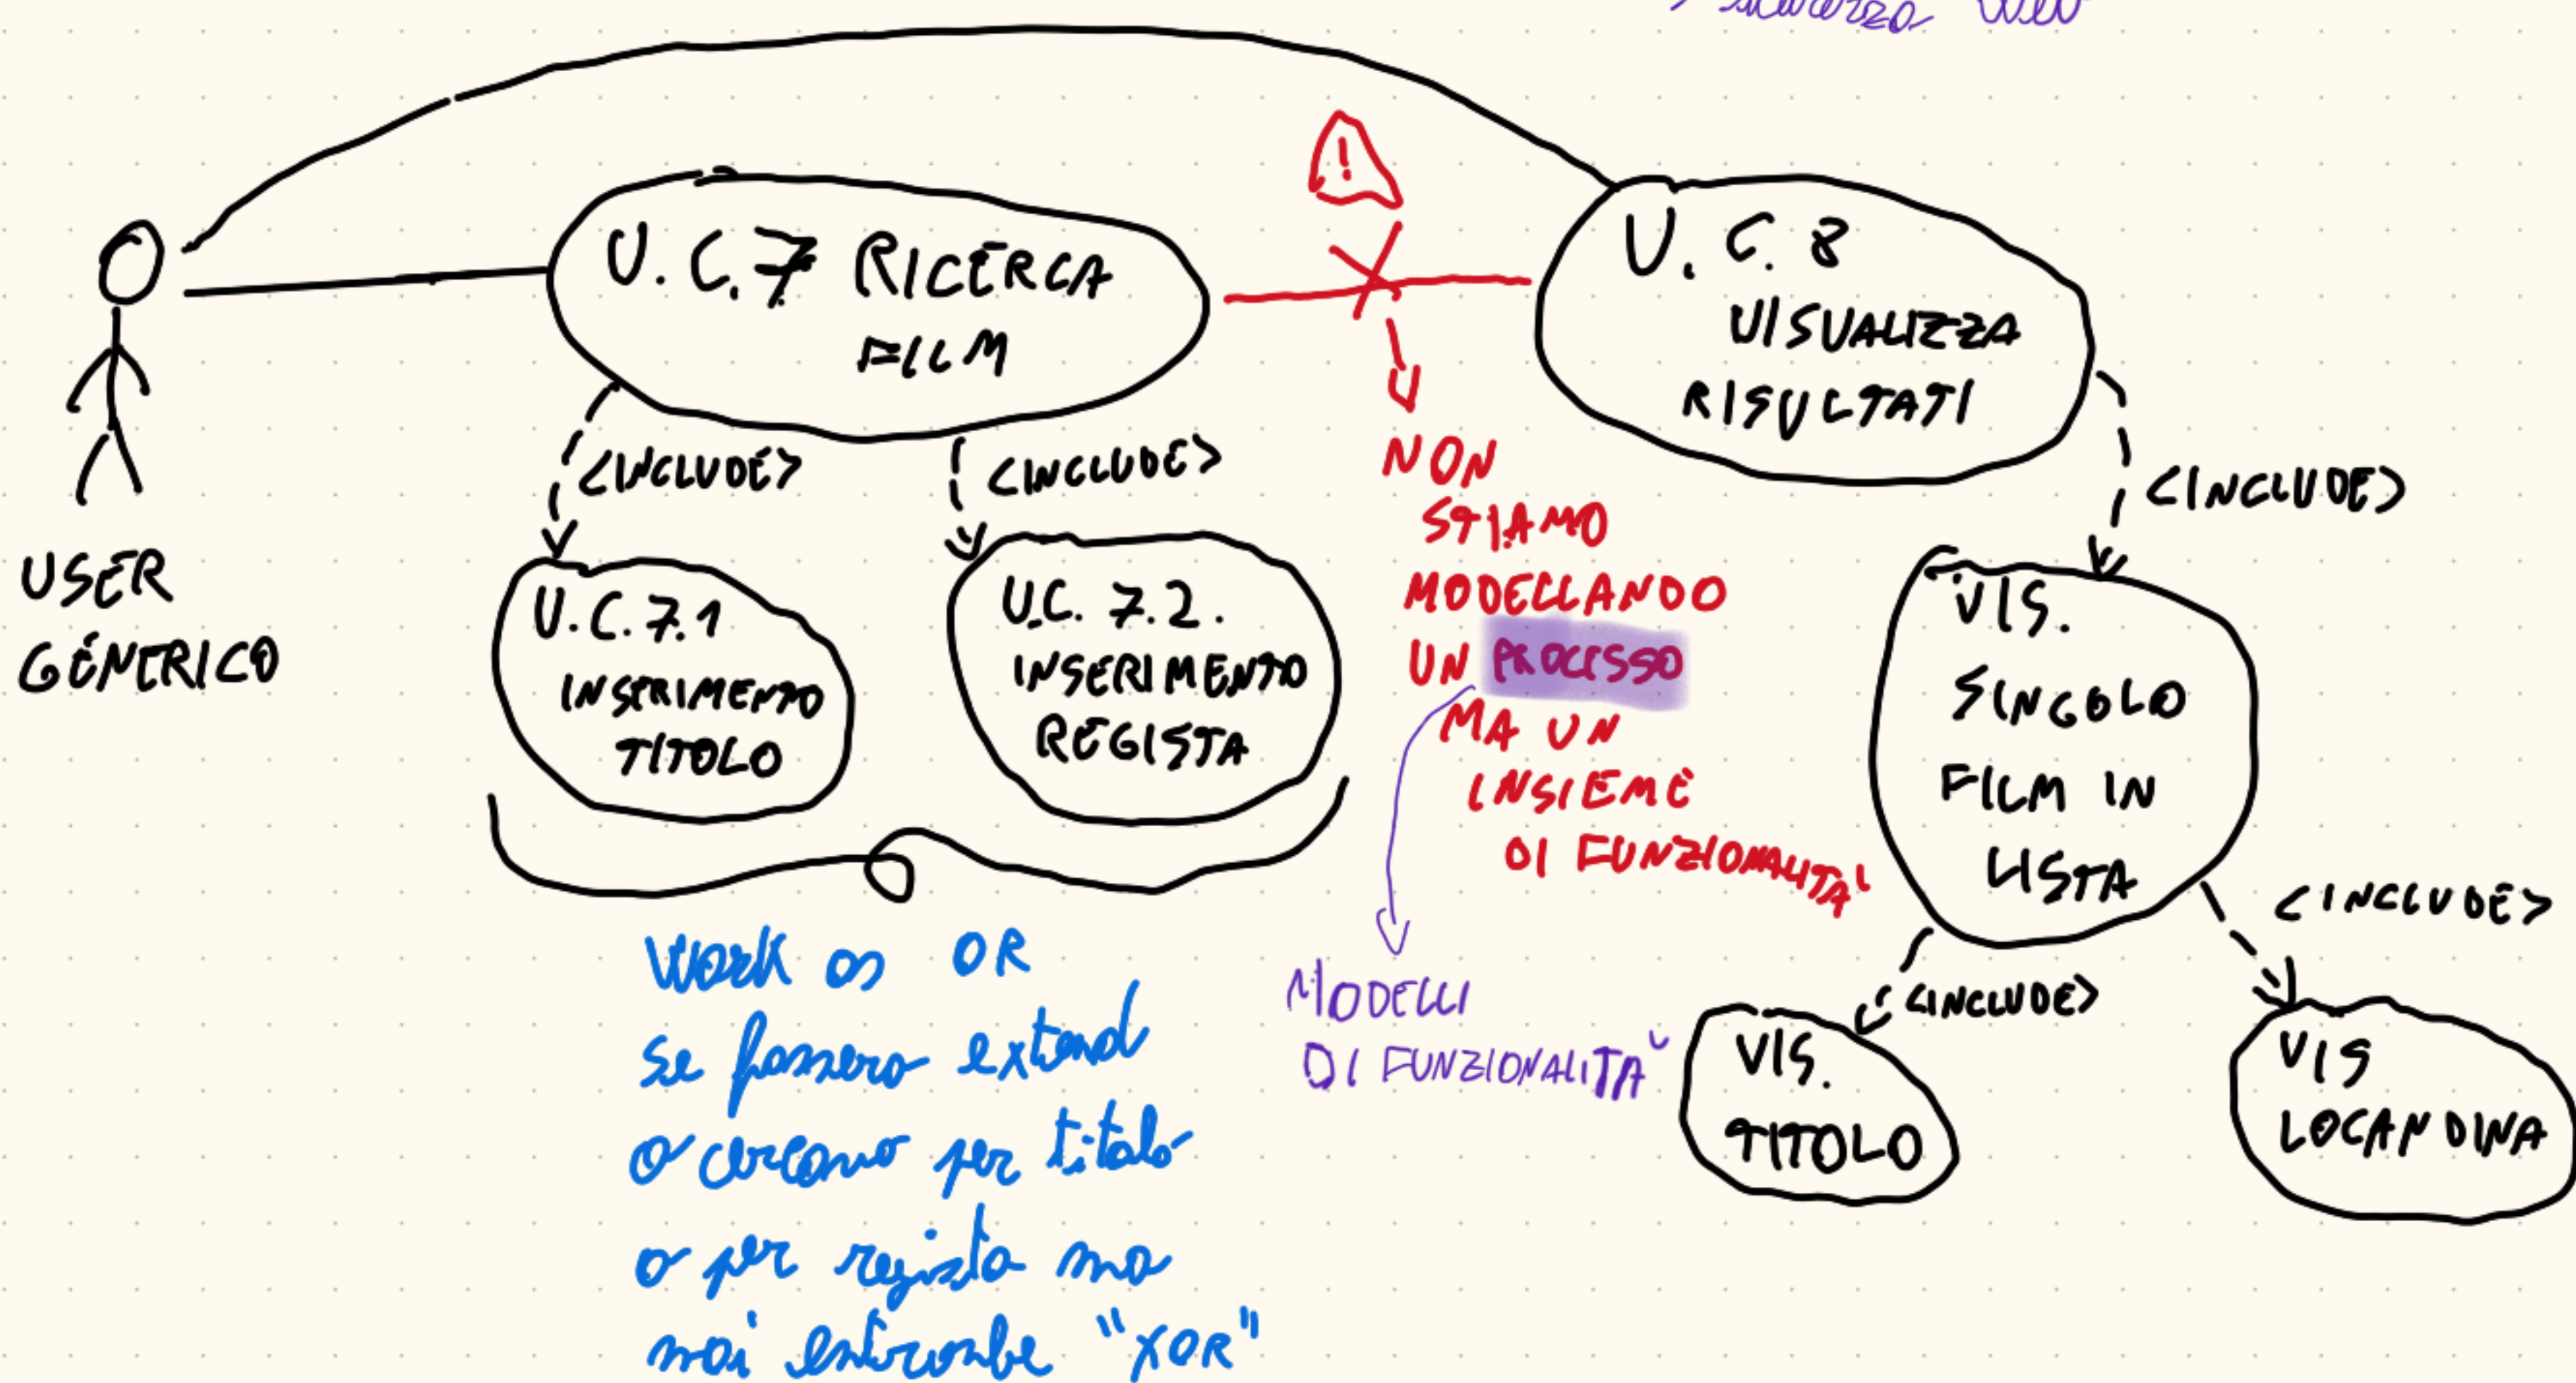 sicurezza Web
U.C.7 RICERCA
FILM
!
U. C. 8
VISUALIZZA
RISULTATI
<INCLUDE>
<INCLUDE>
<INCLUDE>
USER
GENERICO
U.C.7.1
INSERIMENTO
TITOLO
U.C. 7.2.
INSERIMENTO
REGISTA
NON
STIAMO
MODELLANDO
UN PROCESSO
MA UN
INSIEME
DI FUNZIONALITA'
VIS.
SINGOLO
FILM IN
LISTA
<INCLUDE>
<INCLUDE>
VIS.
TITOLO
VIS
LOCANDINA
MODELLI
DI FUNZIONALITA'
Work as OR
se fossero extend
o cercano per titolo
o per regista ma
mai entrambe "XOR"